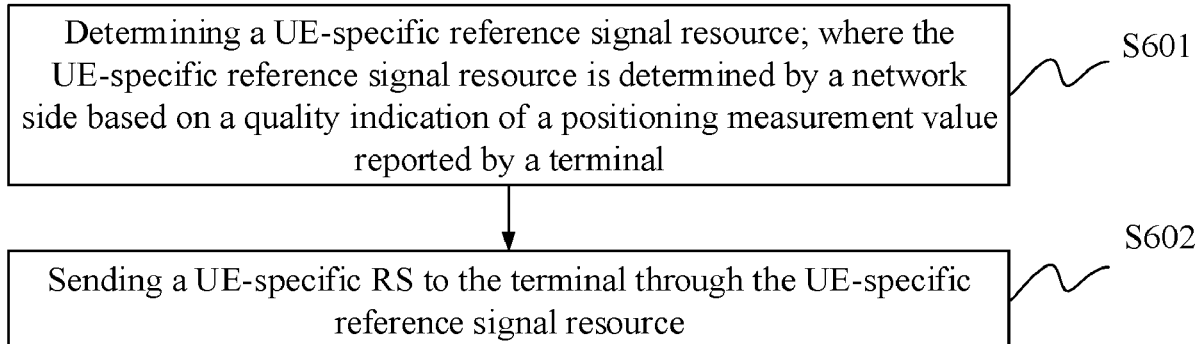 Determining a UE-specific reference signal resource; where the
UE-specific reference signal resource is determined by a network
side based on a quality indication of a positioning measurement value
reported by a terminal
S601
Sending a UE-specific RS to the terminal through the UE-specific
reference signal resource
S602